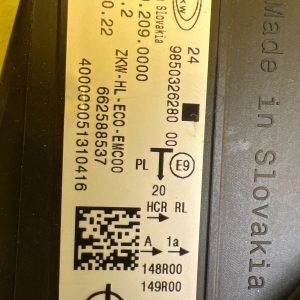 ZKW
Slovakia
24
9850326280 00
.209.0000
.2
0.22
ZKW-HL-ECO-EMC00
662588537
40000051310416
PL
E9
20
HCR RL
A
1a
148R00
149R00
Made in Slovakia